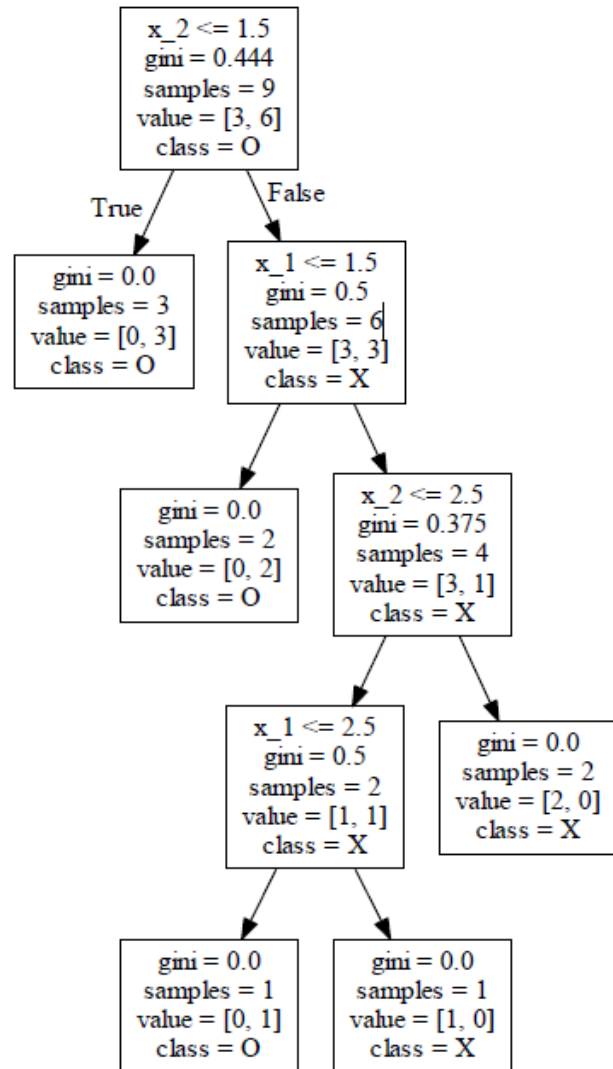 x_2 <= 1.5
gini = 0.444
samples = 9
value = [3, 6]
class = O
True
False
gini = 0.0
samples = 3
value = [0, 3]
class = O
x_1 <= 1.5
gini = 0.5
samples = 6
value = [3, 3]
class = X
gini = 0.0
samples = 2
value = [0, 2]
class = O
x_2 <= 2.5
gini = 0.375
samples = 4
value = [3, 1]
class = X
x_1 <= 2.5
gini = 0.5
samples = 2
value = [1, 1]
class = X
gini = 0.0
samples = 2
value = [2, 0]
class = X
gini = 0.0
samples = 1
value = [0, 1]
class = O
gini = 0.0
samples = 1
value = [1, 0]
class = X